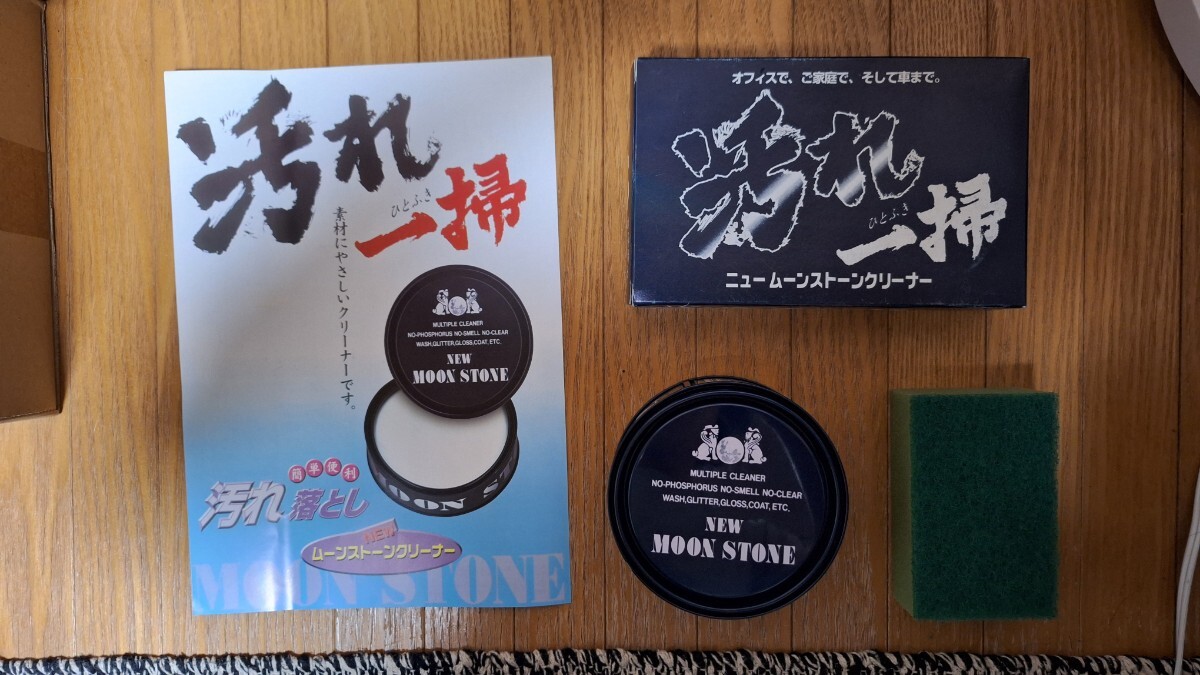 汚れ
一掃
ひとふき
素材にやさしいクリーナーです。
MULTIPLE CLEANER
NO-PHOSPHORUS NO-SMELL NO-CLEAR
WASH,GLITTER,GLOSS,COAT, ETC.
NEW
MOON STONE
MOON S
簡単便利
汚れ落とし
NEW
ムーンストーンクリーナー
MOON STONE
オフィスで、ご家庭で、そして車まで。
汚れ
ひとふき
一掃
ニュームーンストーンクリーナー
MULTIPLE CLEANER
NO-PHOSPHORUS NO-SMELL NO-CLEAR
WASH,GLITTER,GLOSS,COAT, ETC.
NEW
MOON STONE